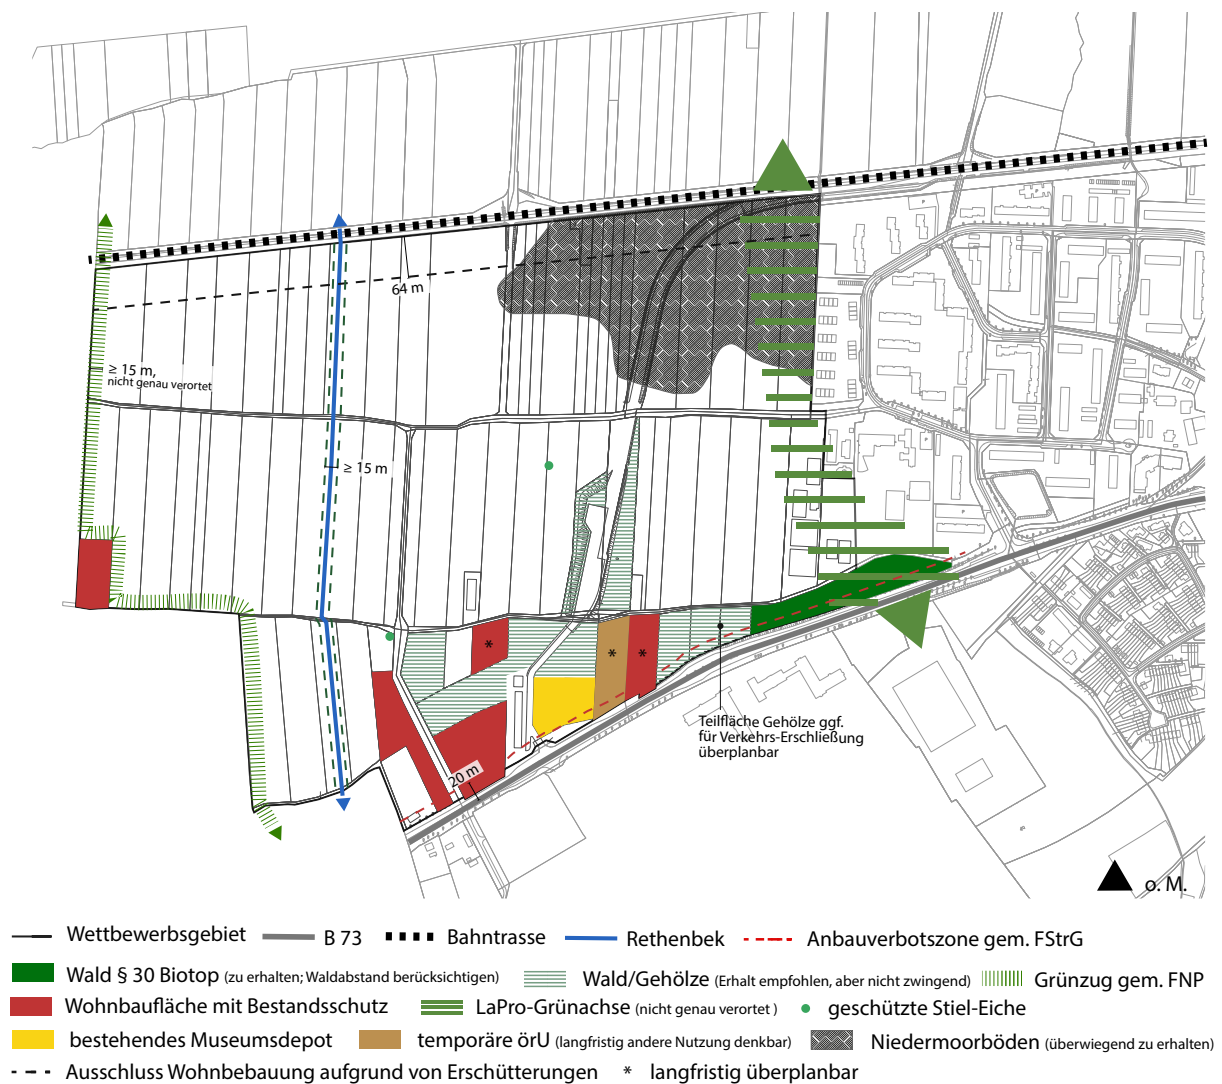 64 m
≥ 15 m,
nicht genau verortet
≥ 15 m
*
*
*
Teilfläche Gehölze ggf.
für Verkehrs-Erschließung
überplanbar
20 m
o. M.
Wettbewerbsgebiet B 73 Bahntrasse Rethenbek Anbauverbotszone gem. FStrG
Wald § 30 Biotop (zu erhalten; Waldabstand berücksichtigen) Wald/Gehölze (Erhalt empfohlen, aber nicht zwingend) Grünzug gem. FNP
Wohnbaufläche mit Bestandsschutz LaPro-Grünachse (nicht genau verortet ) geschützte Stiel-Eiche
bestehendes Museumsdepot temporäre örU (langfristig andere Nutzung denkbar) Niedermoorböden (überwiegend zu erhalten)
Ausschluss Wohnbebauung aufgrund von Erschütterungen * langfristig überplanbar